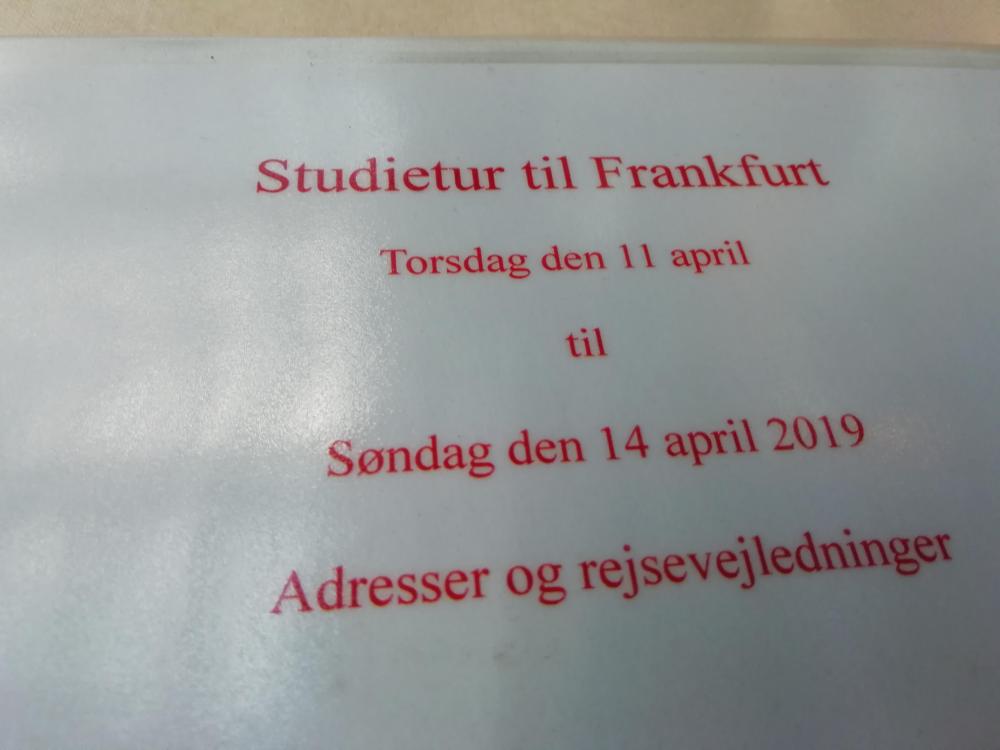 Studietur til Frankfurt
Torsdag den 11 april
til
Søndag den 14 april 2019
Adresser og rejsevejledninger